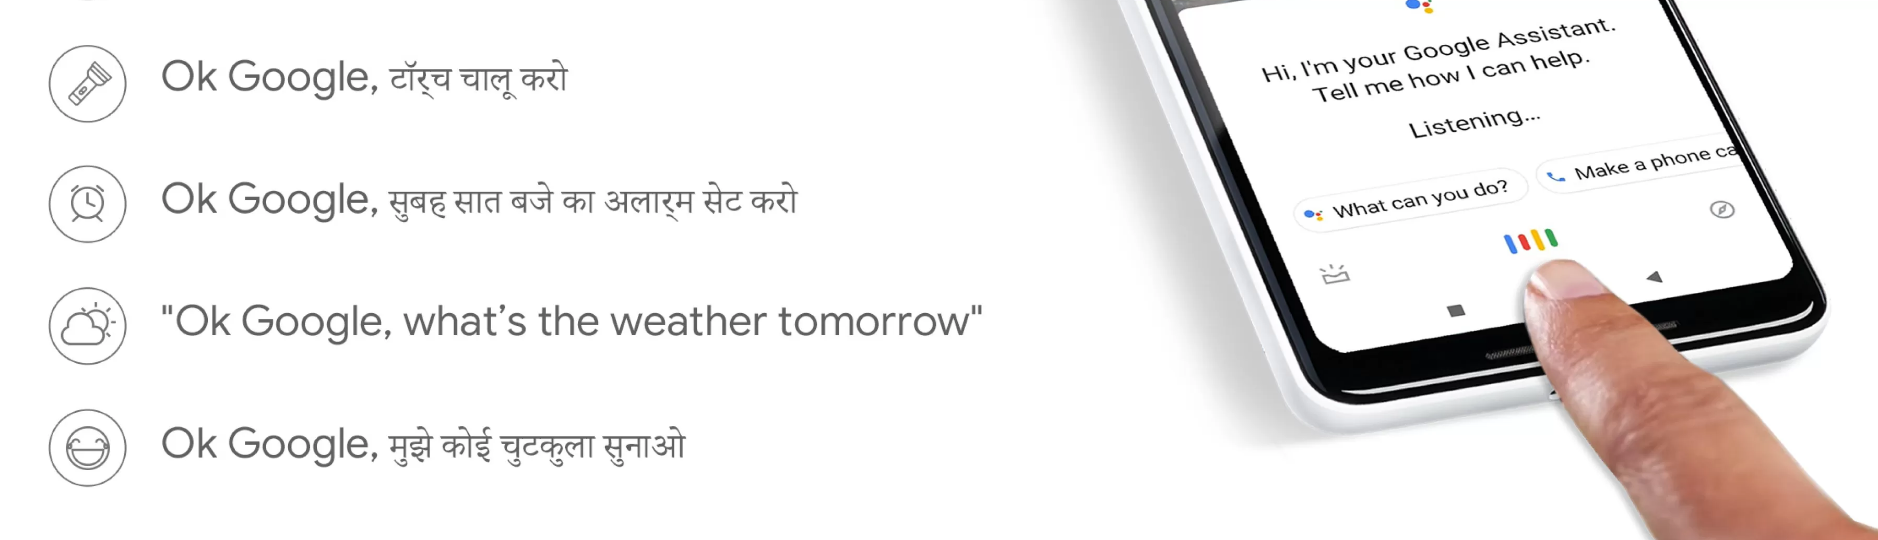 Ok Google, टॉर्‌च चालू करो
Ok Google, सुबह सात बजे का अलार्‌म सेट करो
"Ok Google, what’s the weather tomorrow"
Ok Google, मुझे कोई चुटकुला सुनाओ
Hi, I'm your Google Assistant.
Tell me how I can help.
Listening...
What can you do?
Make a phone